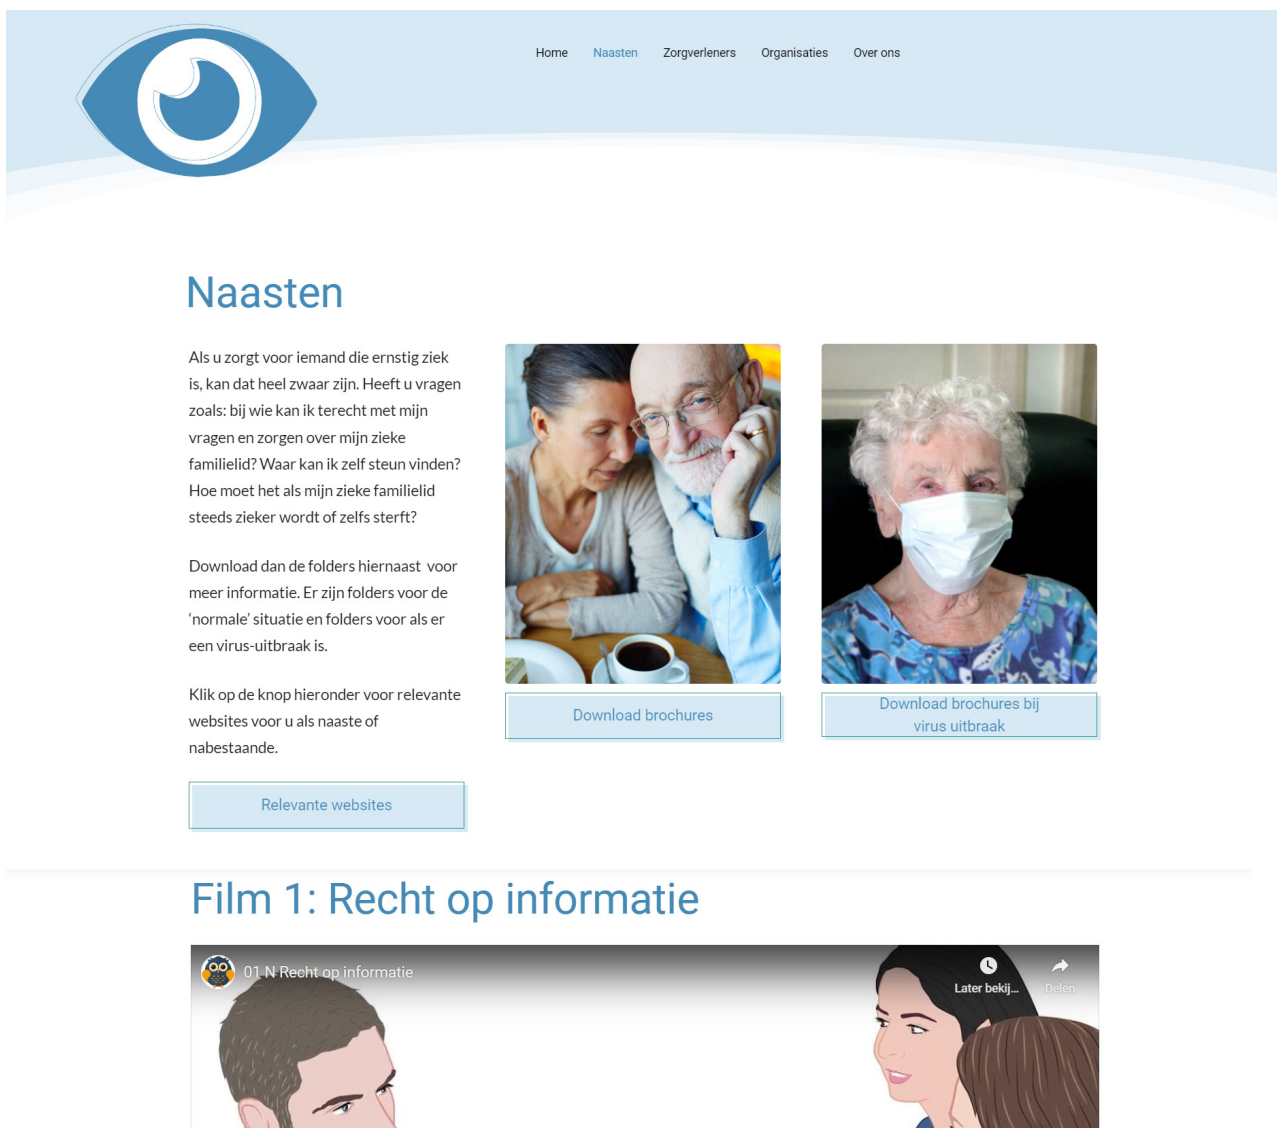 Home Naasten Zorgverleners Organisaties Over ons
Naasten
Als u zorgt voor iemand die ernstig ziek
is, kan dat heel zwaar zijn. Heeft u vragen
zoals: bij wie kan ik terecht met mijn
vragen en zorgen over mijn zieke
familielid? Waar kan ik zelf steun vinden?
Hoe moet het als mijn zieke familielid
steeds zieker wordt of zelfs sterft?
Download dan de folders hiernaast  voor
meer informatie. Er zijn folders voor de
‘normale’ situatie en folders voor als er
een virus-uitbraak is.
Klik op de knop hieronder voor relevante
websites voor u als naaste of
nabestaande.
Relevante websites
Download brochures
Download brochures bij
virus uitbraak
Film 1: Recht op informatie
01 N Recht op informatie
Later bekij...
Delen